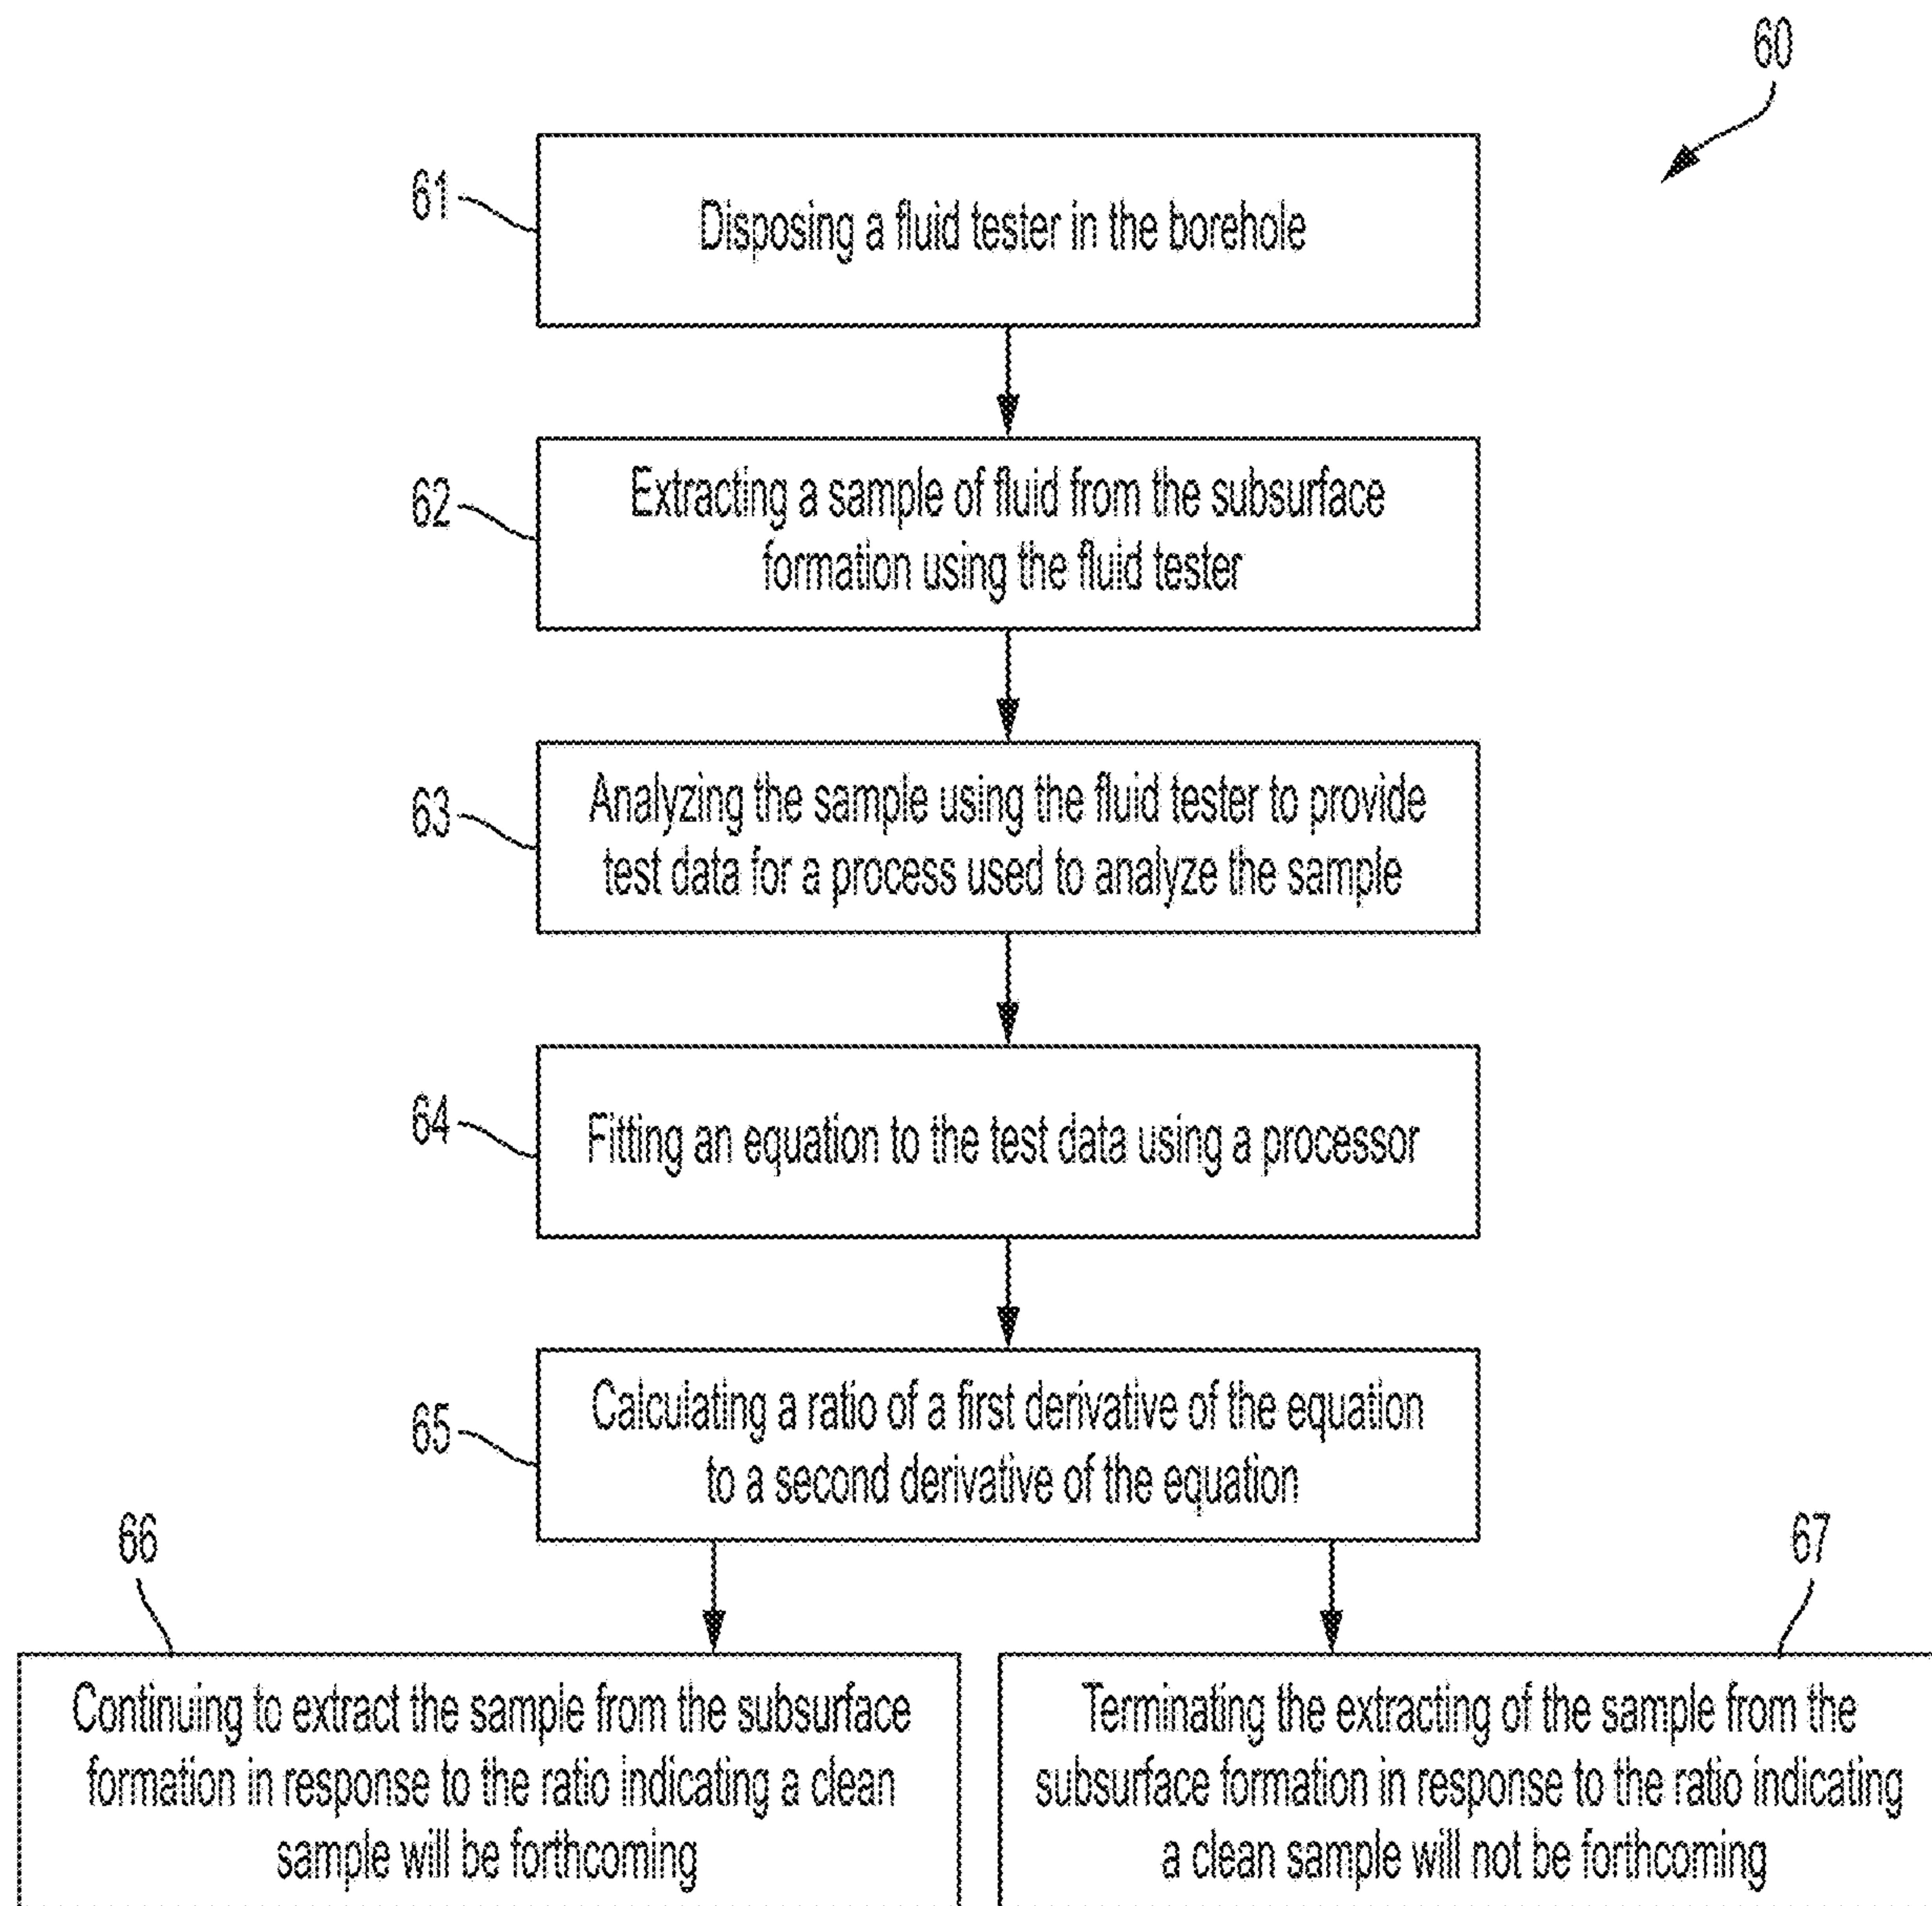 60
61
Disposing a fluid tester in the borehole
62
Extracting a sample of fluid from the subsurface
formation using the fluid tester
63
Analyzing the sample using the fluid tester to provide
test data for a process used to analyze the sample
64
Fitting an equation to the test data using a processor
65
Calculating a ratio of a first derivative of the equation
to a second derivative of the equation
66
67
Continuing to extract the sample from the subsurface
formation in response to the ratio indicating a clean
sample will be forthcoming
Terminating the extracting of the sample from the
subsurface formation in response to the ratio indicating
a clean sample will not be forthcoming